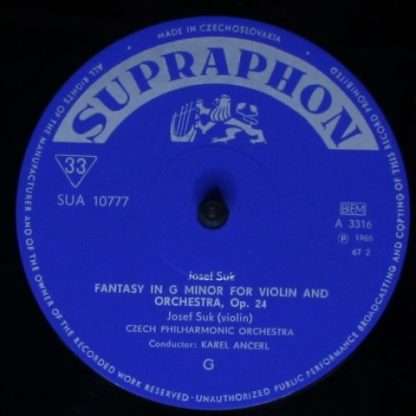 MADE IN CZECHOSLOVAKIA
ALL RIGHTS OF THE MANUFACTURER AND OF THE OWNER OF THE RECORDED WORK RESERVED - UNAUTHORIZED PUBLIC PERFORMANCE BROADCASTING AND COPYING OF THIS RECORD PROHIBITED
SUPRAPHON
33
SUA 10777
BIEM
A 3316
℗ 1966
67 2
Josef Suk
FANTASY IN G MINOR FOR VIOLIN AND
ORCHESTRA, Op. 24
Josef Suk (violin)
CZECH PHILHARMONIC ORCHESTRA
Conductor: KAREL ANČERL
G